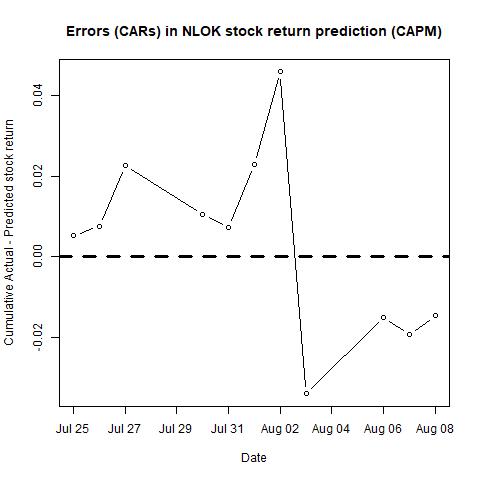 Errors (CARs) in NLOK stock return prediction (CAPM)
Cumulative Actual - Predicted stock return
0.04
0.02
0.00
-0.02
Jul 25 Jul 27 Jul 29 Jul 31 Aug 02 Aug 04 Aug 06 Aug 08
Date